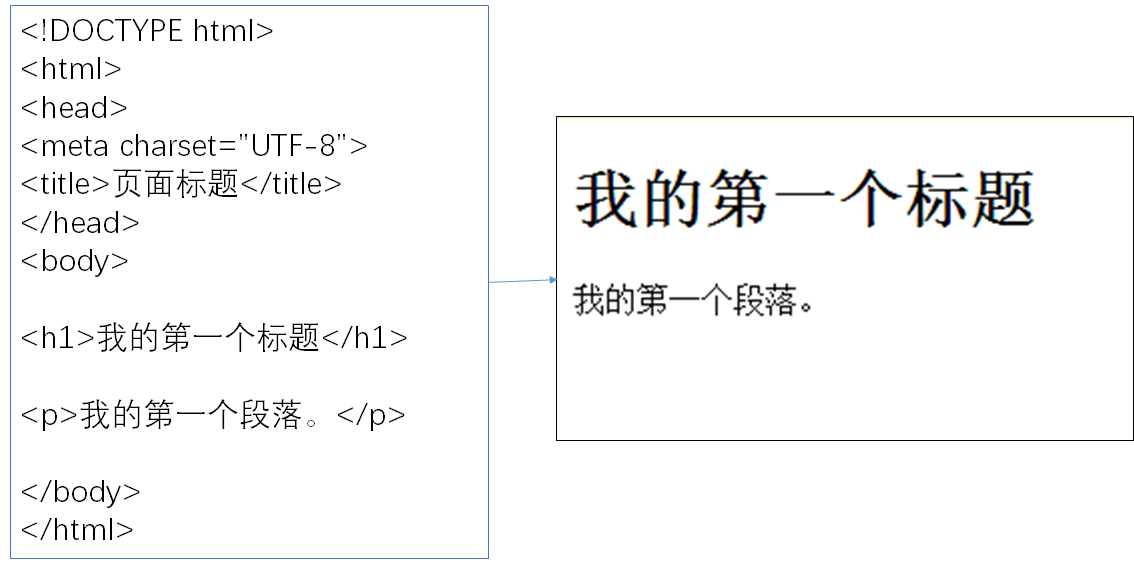 <!DOCTYPE html>
<html>
<head>
<meta charset="UTF-8">
<title>页面标题</title>
</head>
<body>
<h1>我的第一个标题</h1>
<p>我的第一个段落。</p>
</body>
</html>
我的第一个标题
我的第一个段落。